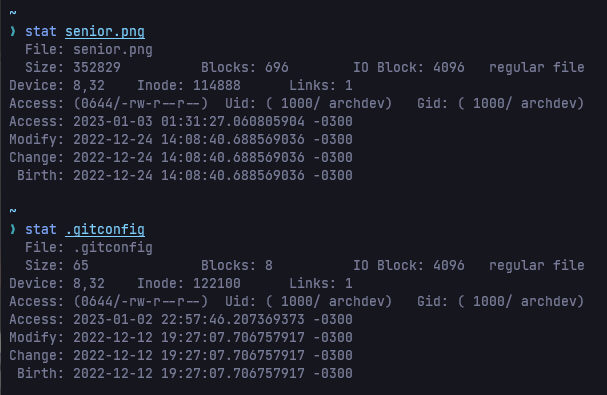 ~
❯ stat senior.png
  File: senior.png
  Size: 352829          Blocks: 696        IO Block: 4096   regular file
Device: 8,32    Inode: 114888      Links: 1
Access: (0644/-rw-r--r--)  Uid: ( 1000/ archdev)   Gid: ( 1000/ archdev)
Access: 2023-01-03 01:31:27.060805904 -0300
Modify: 2022-12-24 14:08:40.688569036 -0300
Change: 2022-12-24 14:08:40.688569036 -0300
 Birth: 2022-12-24 14:08:40.688569036 -0300
~
❯ stat .gitconfig
  File: .gitconfig
  Size: 65              Blocks: 8          IO Block: 4096   regular file
Device: 8,32    Inode: 122100      Links: 1
Access: (0644/-rw-r--r--)  Uid: ( 1000/ archdev)   Gid: ( 1000/ archdev)
Access: 2023-01-02 22:57:46.207369373 -0300
Modify: 2022-12-12 19:27:07.706757917 -0300
Change: 2022-12-12 19:27:07.706757917 -0300
 Birth: 2022-12-12 19:27:07.706757917 -0300